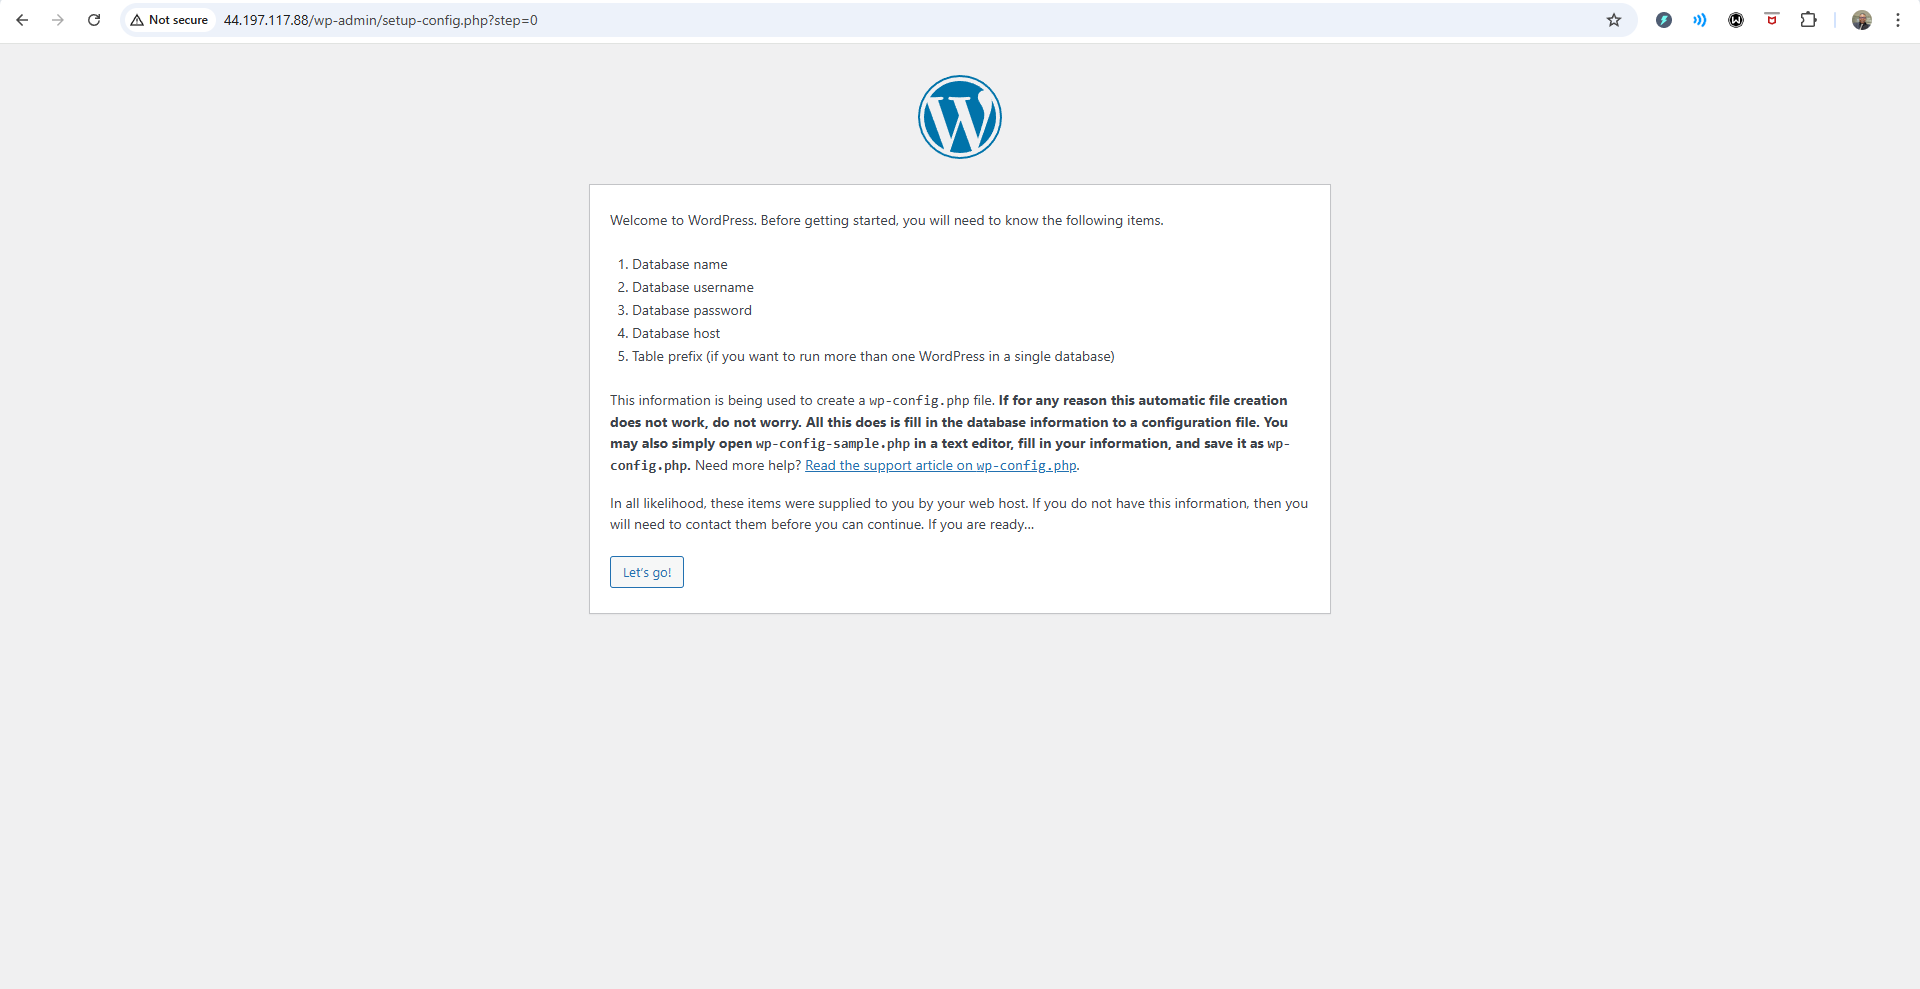 Not secure 44.197.117.88/wp-admin/setup-config.php?step=0
Welcome to WordPress. Before getting started, you will need to know the following items.
1. Database name
2. Database username
3. Database password
4. Database host
5. Table prefix (if you want to run more than one WordPress in a single database)
This information is being used to create a wp-config.php file. If for any reason this automatic file creation
does not work, do not worry. All this does is fill in the database information to a configuration file. You
may also simply open wp-config-sample.php in a text editor, fill in your information, and save it as wp-
config.php. Need more help? Read the support article on wp-config.php.
In all likelihood, these items were supplied to you by your web host. If you do not have this information, then you
will need to contact them before you can continue. If you are ready…
Let’s go!